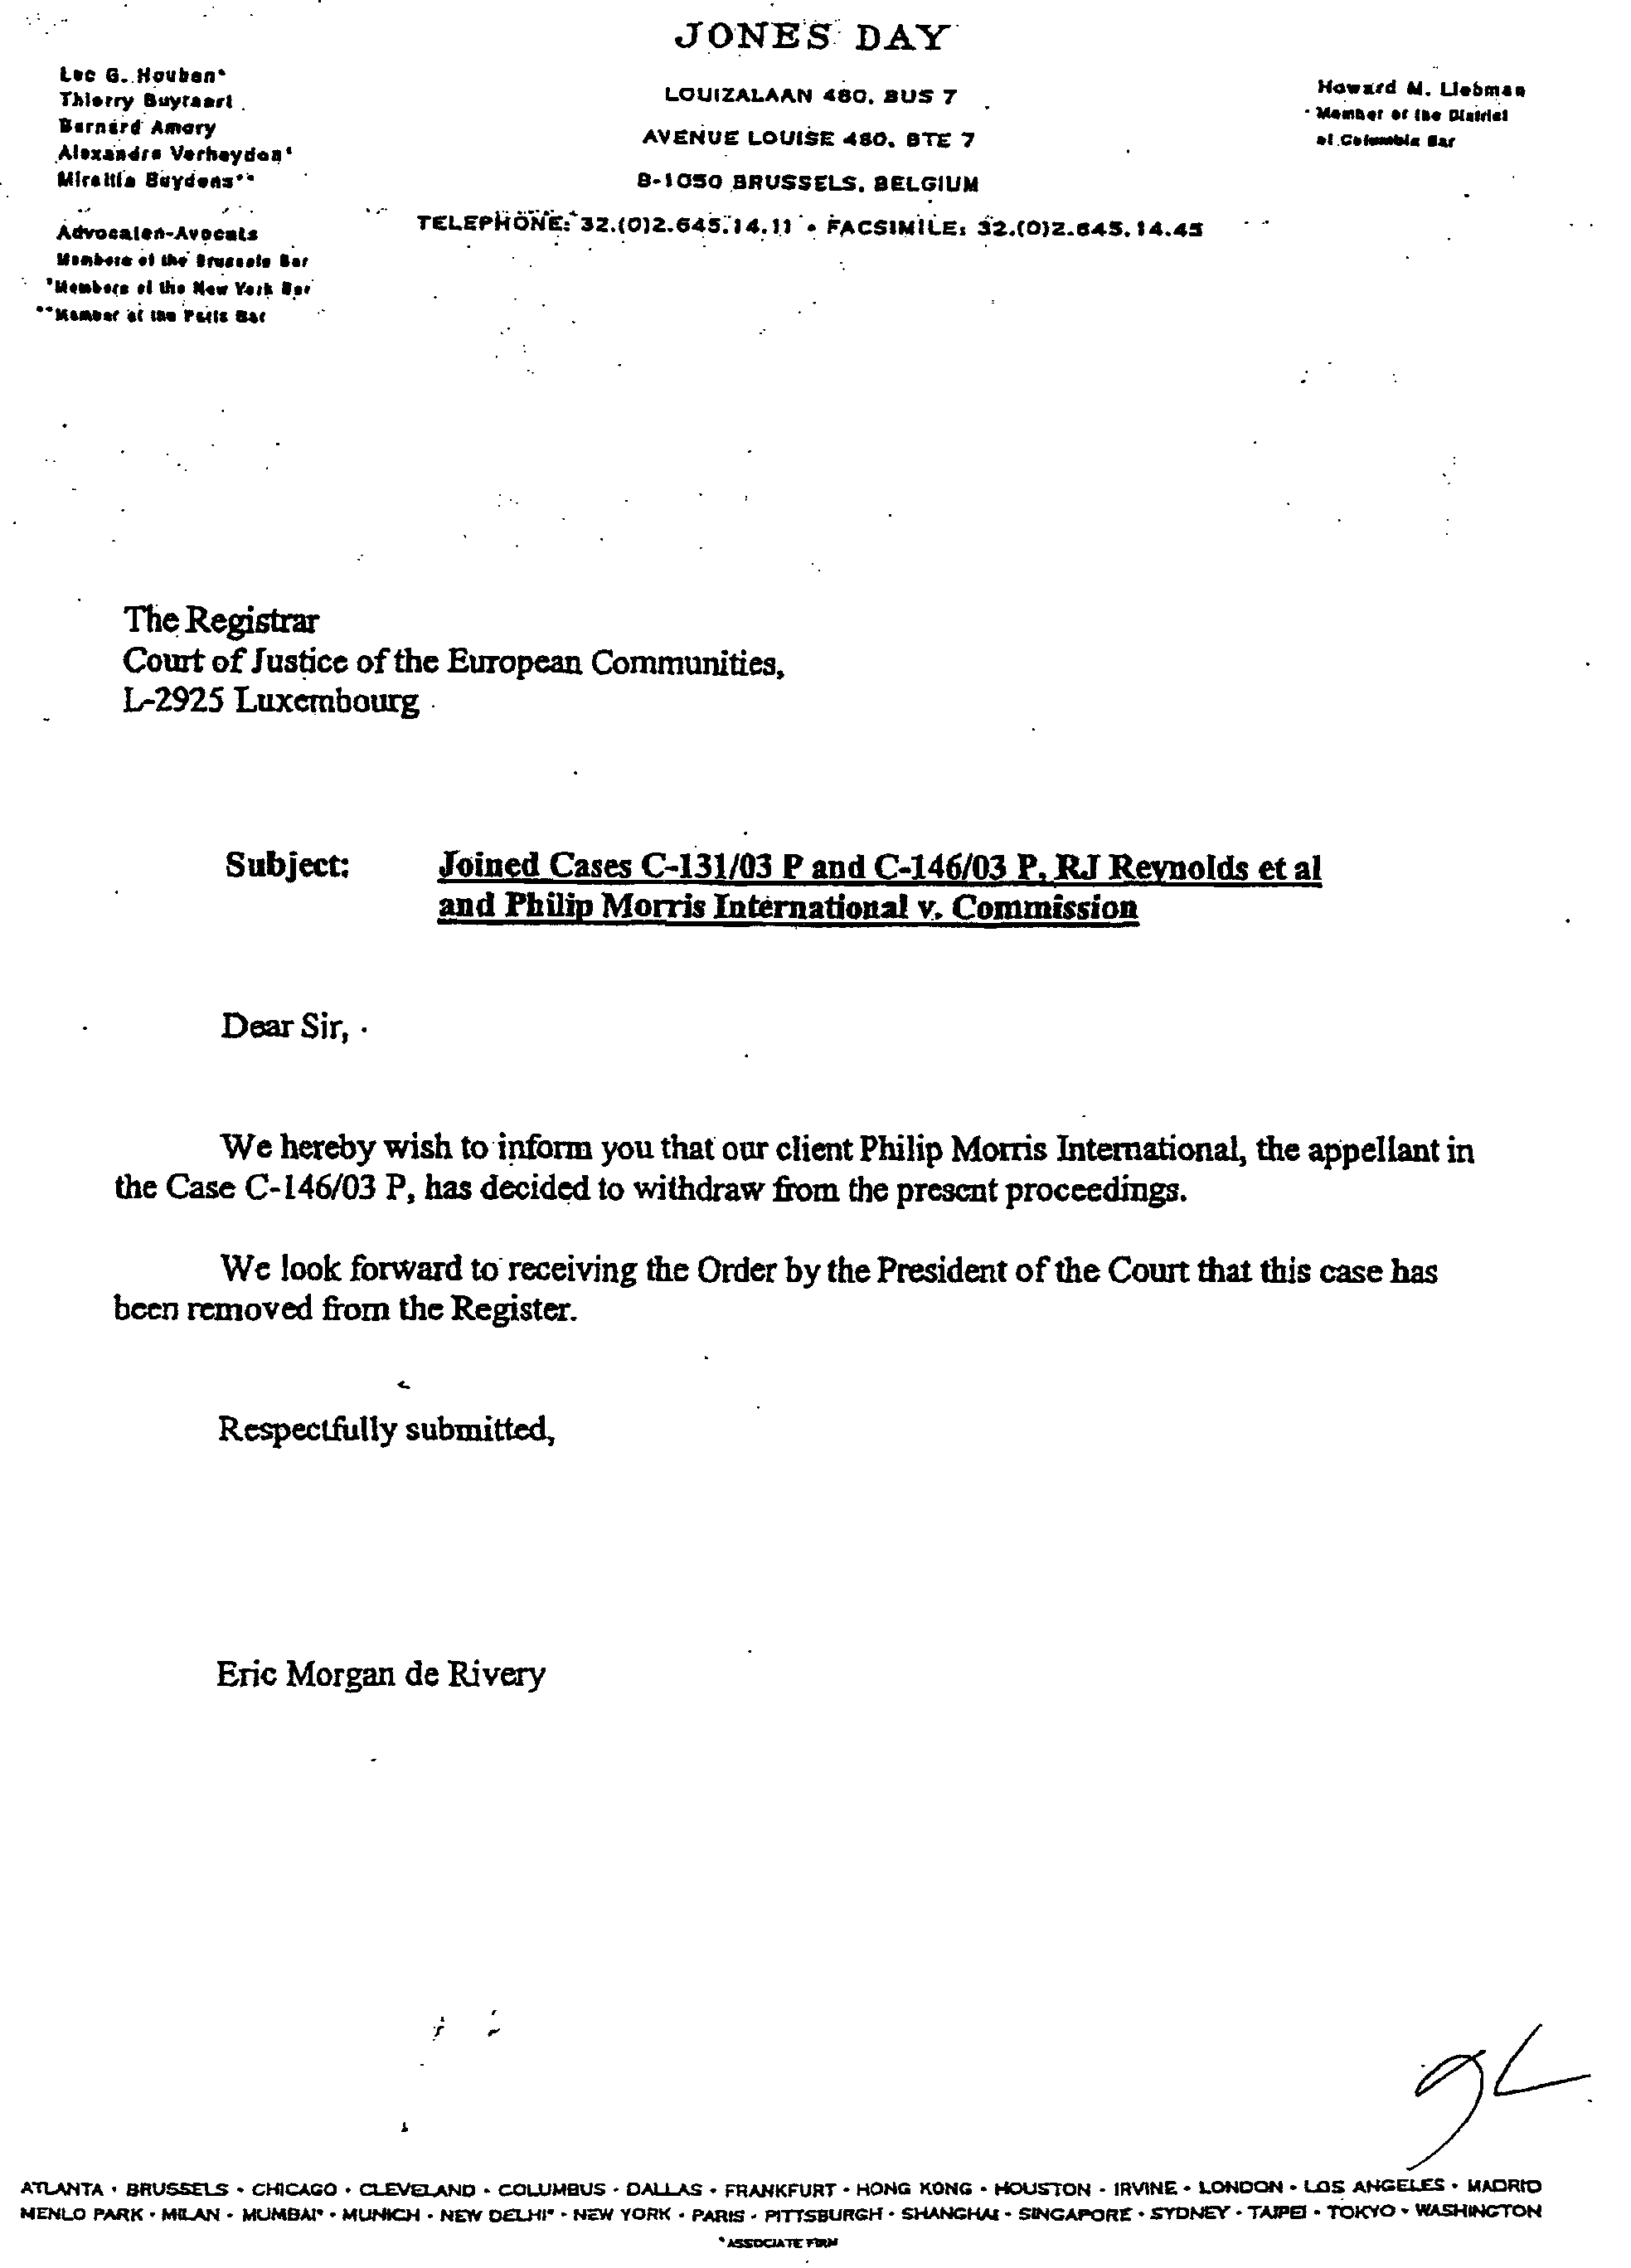 JONES DAY
Luc G. Houben*
Thierry Buytaert
Bernard Amory
Alexandre Verheyden*
Mireille Buydens**
Advocaten-Avocats
Members of the Brussels Bar
*Members of the New York Bar
**Member of the Paris Bar
LOUIZALAAN 480, BUS 7
AVENUE LOUISE 480, BTE 7
B-1050 BRUSSELS, BELGIUM
TELEPHONE: 32.(0)2.645.14.11 • FACSIMILE: 32.(0)2.645.14.45
Howard M. Liebman
Member of the District
of Columbia Bar
The Registrar
Court of Justice of the European Communities,
L-2925 Luxembourg
Subject: Joined Cases C-131/03 P and C-146/03 P, RJ Reynolds et al
and Philip Morris International v. Commission
Dear Sir,
We hereby wish to inform you that our client Philip Morris International, the appellant in
the Case C-146/03 P, has decided to withdraw from the present proceedings.
We look forward to receiving the Order by the President of the Court that this case has
been removed from the Register.
Respectfully submitted,
Eric Morgan de Rivery
ATLANTA • BRUSSELS • CHICAGO • CLEVELAND • COLUMBUS • DALLAS • FRANKFURT • HONG KONG • HOUSTON • IRVINE • LONDON • LOS ANGELES • MADRID
MENLO PARK • MILAN • MUMBAI* • MUNICH • NEW DELHI* • NEW YORK • PARIS • PITTSBURGH • SHANGHAI • SINGAPORE • SYDNEY • TAIPEI • TOKYO • WASHINGTON
*ASSOCIATE FIRM